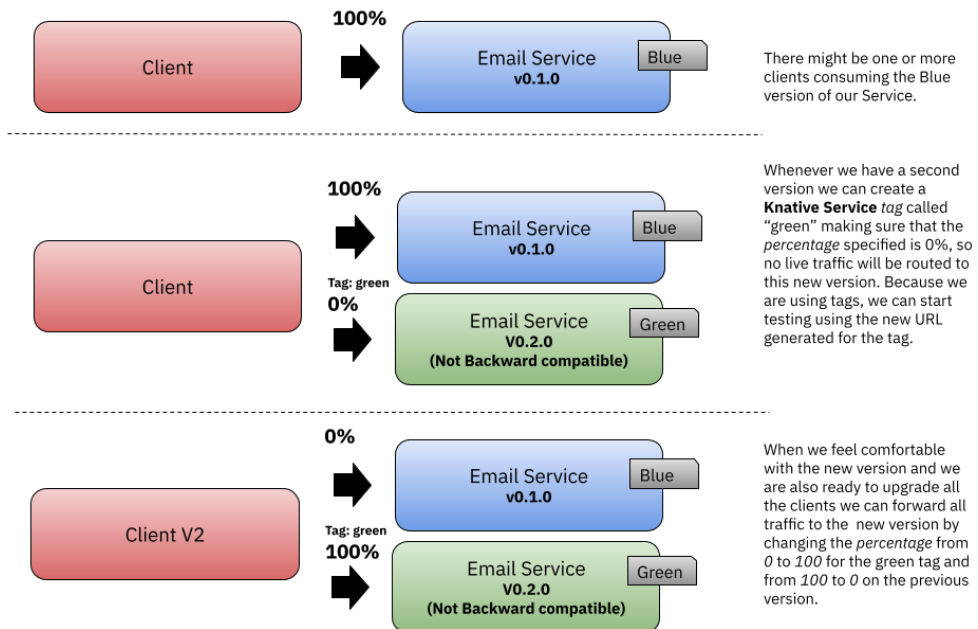 100%
Client
Email Service
v0.1.0
Blue
There might be one or more
clients consuming the Blue
version of our Service.
100%
Client
Email Service
v0.1.0
Blue
Tag: green
0%
Email Service
V0.2.0
(Not Backward compatible)
Green
Whenever we have a second
version we can create a
Knative Service tag called
“green” making sure that the
percentage specified is 0%, so
no live traffic will be routed to
this new version. Because we
are using tags, we can start
testing using the new URL
generated for the tag.
0%
Client V2
Email Service
v0.1.0
Blue
Tag: green
100%
Email Service
V0.2.0
(Not Backward compatible)
Green
When we feel comfortable
with the new version and we
are also ready to upgrade all
the clients we can forward all
traffic to the new version by
changing the percentage from
0 to 100 for the green tag and
from 100 to 0 on the previous
version.